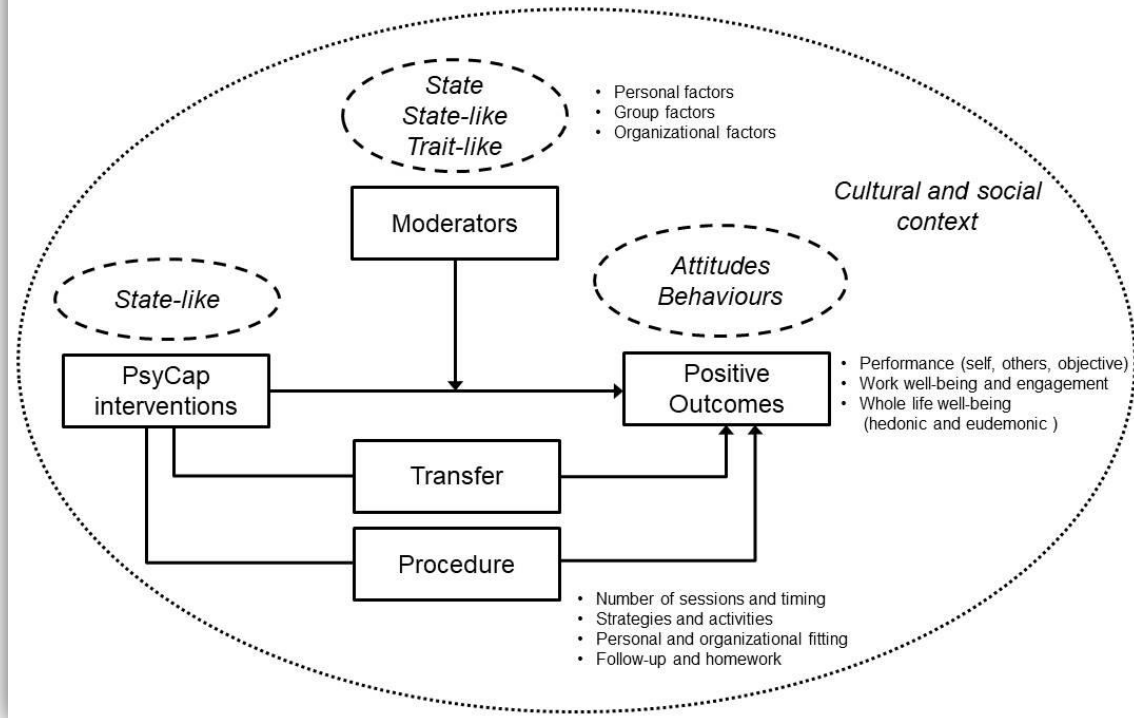 State
State-like
Trait-like
• Personal factors
• Group factors
• Organizational factors
Moderators
Cultural and social
context
State-like
Attitudes
Behaviours
PsyCap
interventions
Positive
Outcomes
• Performance (self, others, objective)
• Work well-being and engagement
• Whole life well-being
(hedonic and eudemonic )
Transfer
Procedure
• Number of sessions and timing
• Strategies and activities
• Personal and organizational fitting
• Follow-up and homework